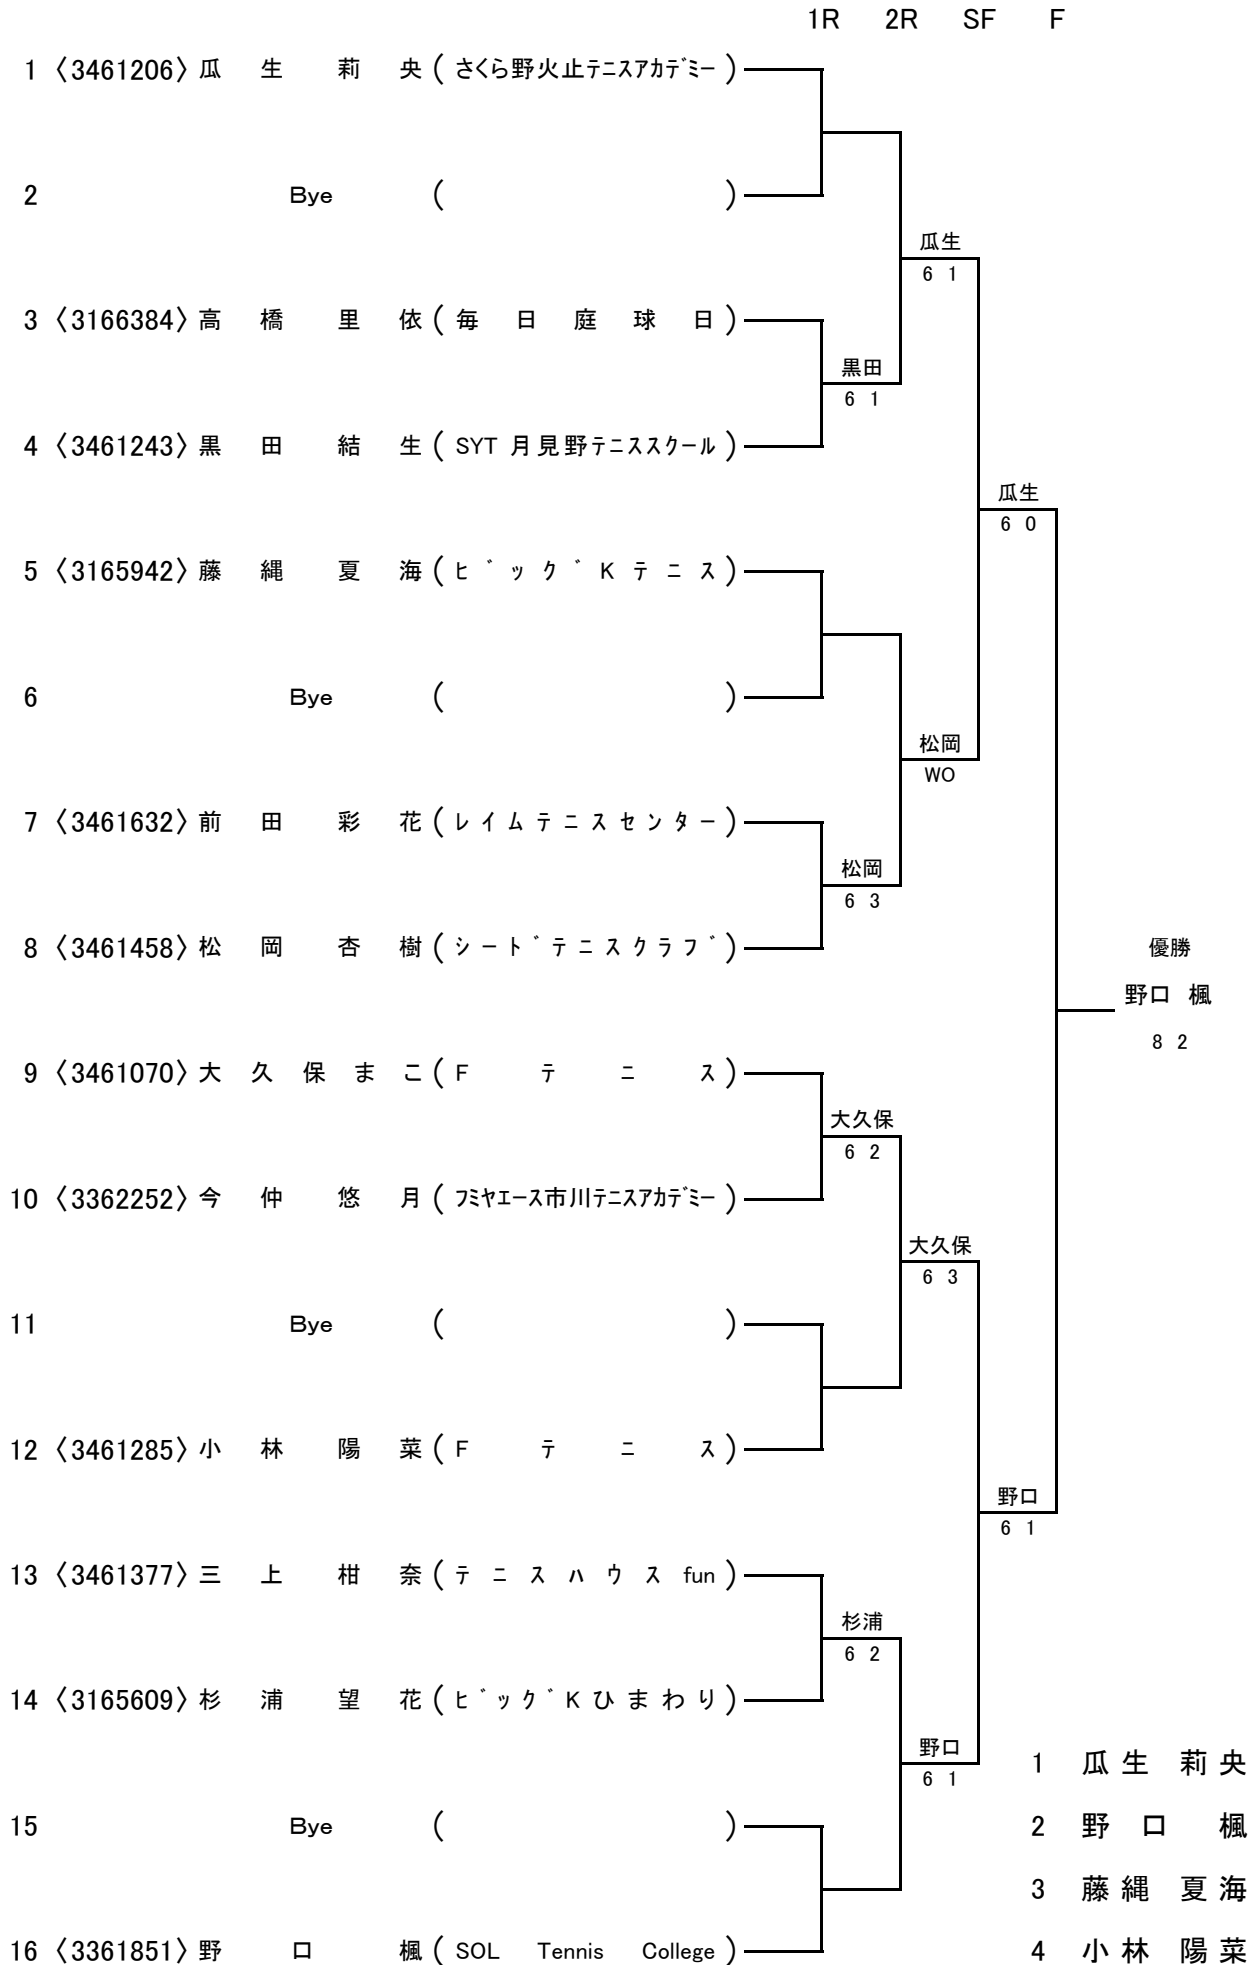 1R 2R SF F
1 〈3461206〉 瓜生 莉央 ( さくら野火止テニスアカデミー )
2 Bye ( )
瓜生
6 1
3 〈3166384〉 高橋 里依 ( 毎日庭球日 )
黒田
6 1
4 〈3461243〉 黒田 結生 ( SYT 月見野テニススクール )
瓜生
6 0
5 〈3165942〉 藤縄 夏海 ( ビッグKテニス )
6 Bye ( )
松岡
WO
7 〈3461632〉 前田 彩花 ( レイムテニスセンター )
松岡
6 3
8 〈3461458〉 松岡 杏樹 ( シードテニスクラブ )
優勝
野口 楓
8 2
9 〈3461070〉 大久保まこ ( Fテニス )
大久保
6 2
10 〈3362252〉 今仲 悠月 ( フミヤエース市川テニスアカデミー )
大久保
6 3
11 Bye ( )
12 〈3461285〉 小林 陽菜 ( Fテニス )
野口
6 1
13 〈3461377〉 三上 柑奈 ( テニスハウス fun )
杉浦
6 2
14 〈3165609〉 杉浦 望花 ( ビッグKひまわり )
野口
6 1
15 Bye ( )
16 〈3361851〉 野口 楓 ( SOL Tennis College )
1 瓜生 莉央
2 野口 楓
3 藤縄 夏海
4 小林 陽菜